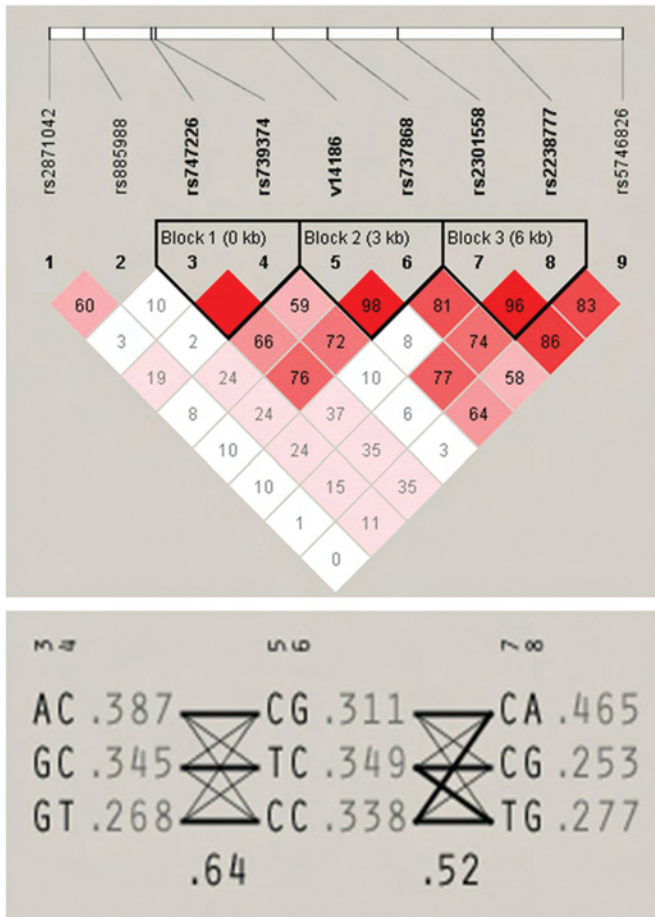 rs2871042 rs885988 rs747226 rs739374 v14186 rs737868 rs2301558 rs2238777 rs5746826
Block 1 (0 kb) Block 2 (3 kb) Block 3 (6 kb)
1 2 3 4 5 6 7 8 9
60 10 59 98 81 96 83
3 2 66 72 8 74 86
19 24 76 10 77 58
8 24 37 6 64
10 24 35 3
10 15 35
1 11
0
3 4 5 6 7 8
AC .387 CG .311 CA .465
GC .345 TC .349 CG .253
GT .268 CC .338 TG .277
.64 .52